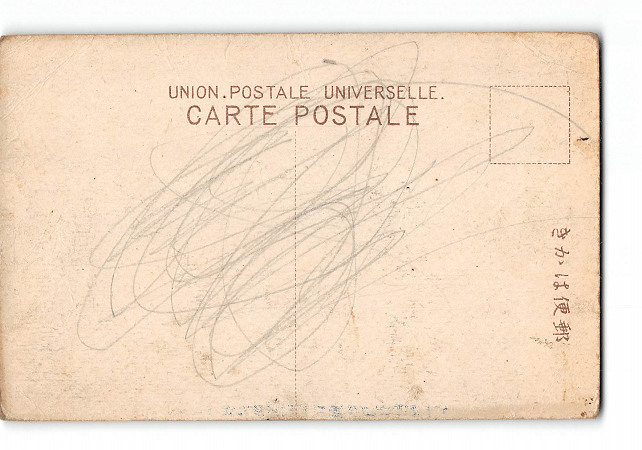 UNION.POSTALE UNIVERSELLE.
CARTE POSTALE
郵便はかき